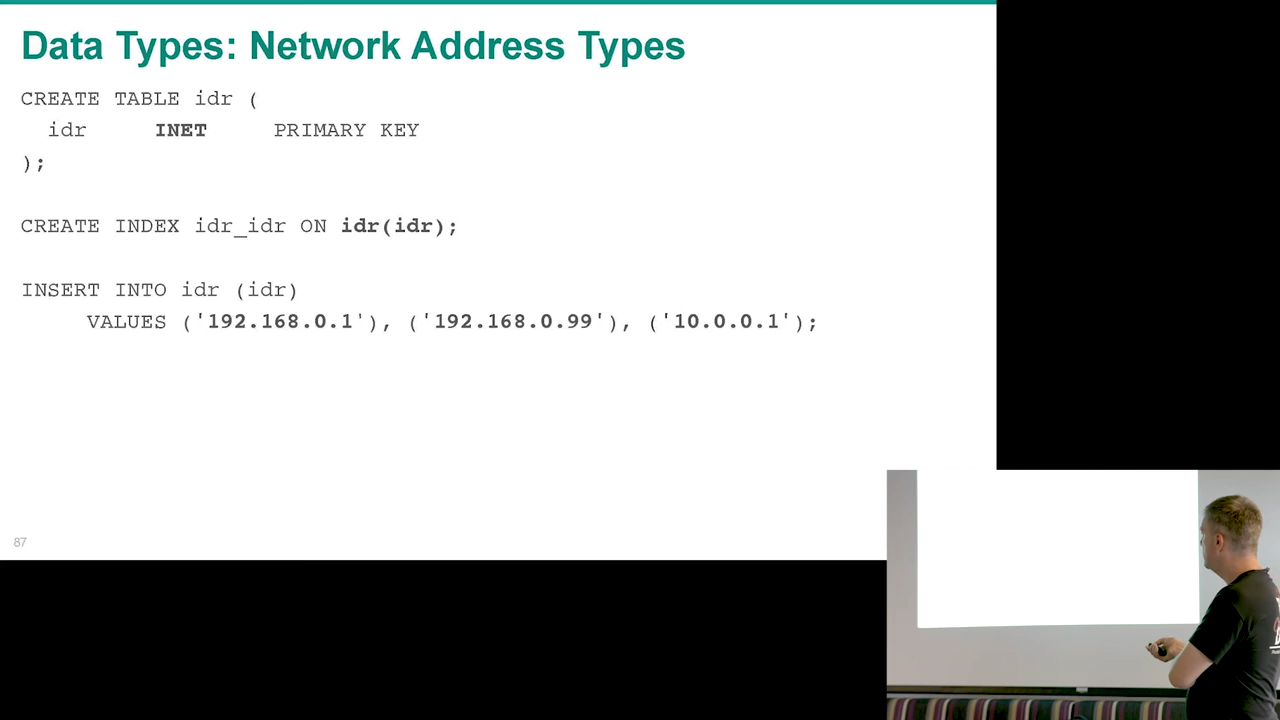 Data Types: Network Address Types
CREATE TABLE idr (
idr INET PRIMARY KEY
);
CREATE INDEX idr_idr ON idr(idr);
INSERT INTO idr (idr)
VALUES ('192.168.0.1'), ('192.168.0.99'), ('10.0.0.1');
87